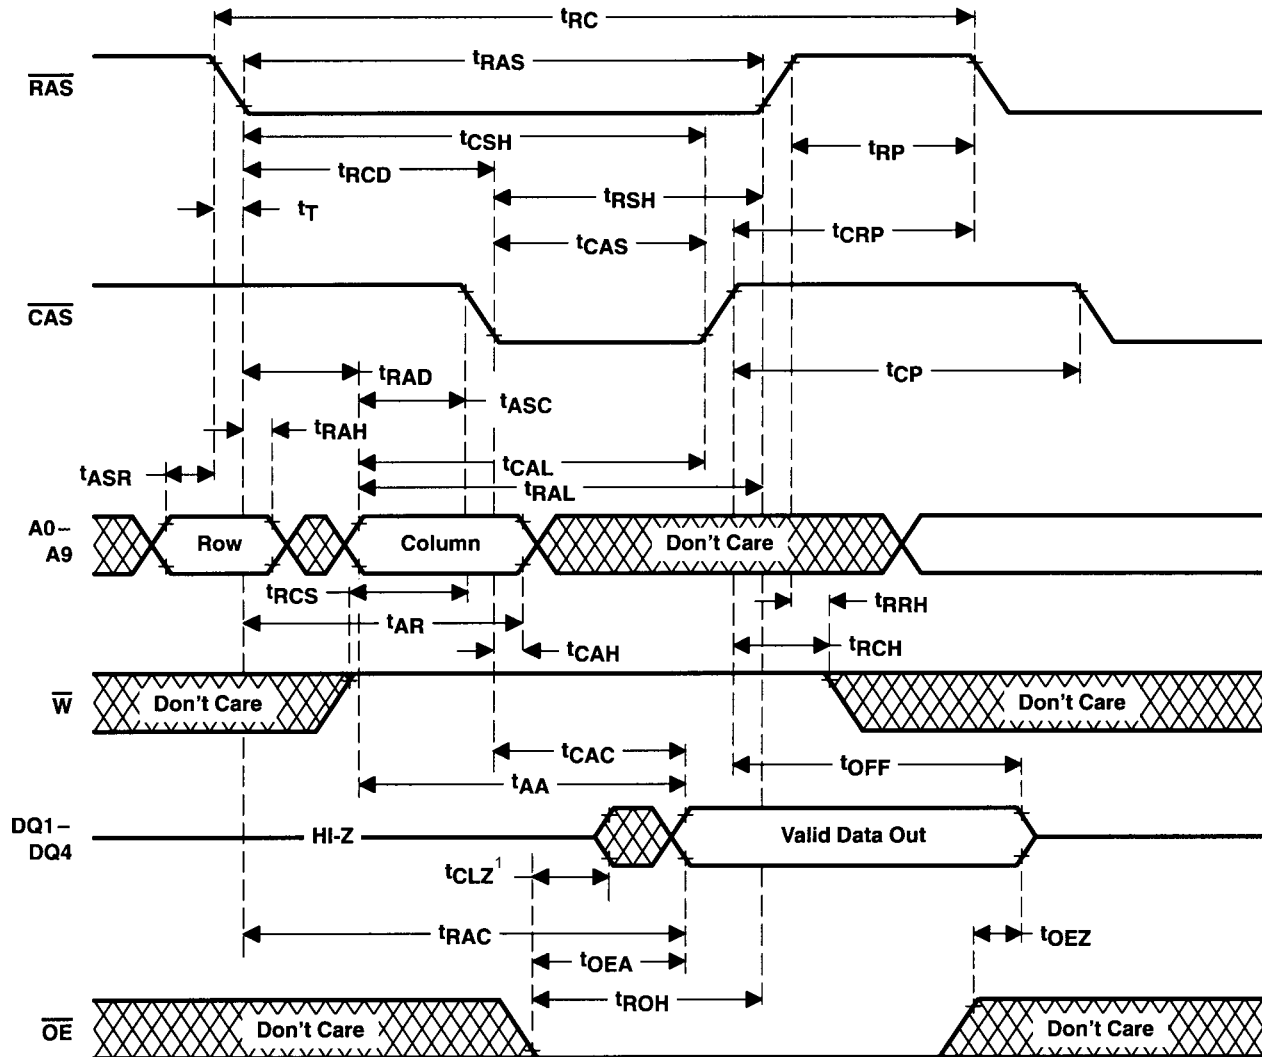 tRC
RAS
tRAS
tCSH
tRP
tRCD
tRSH
tT
tCRP
tCAS
CAS
tRAD
tCP
tASC
tRAH
tCAL
tASR
tRAL
A0–
A9
Row
Column
Don't Care
tRCS
tRRH
tAR
tCAH
tRCH
W
Don't Care
Don't Care
tCAC
tOFF
tAA
DQ1–
DQ4
HI-Z
Valid Data Out
tCLZ1
tRAC
tOEZ
tOEA
tROH
OE
Don't Care
Don't Care